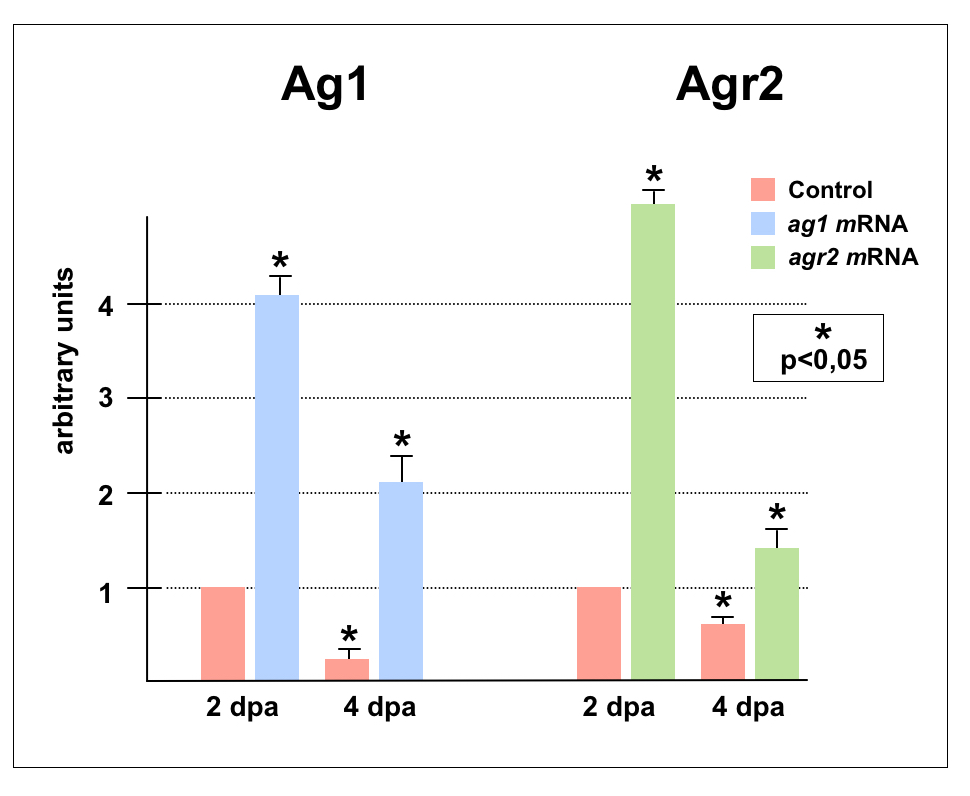 Ag1
Agr2
*
Control
ag1 mRNA
agr2 mRNA
*
p<0,05
arbitrary units
4
3
2
1
*
*
*
*
*
2 dpa
4 dpa
2 dpa
4 dpa